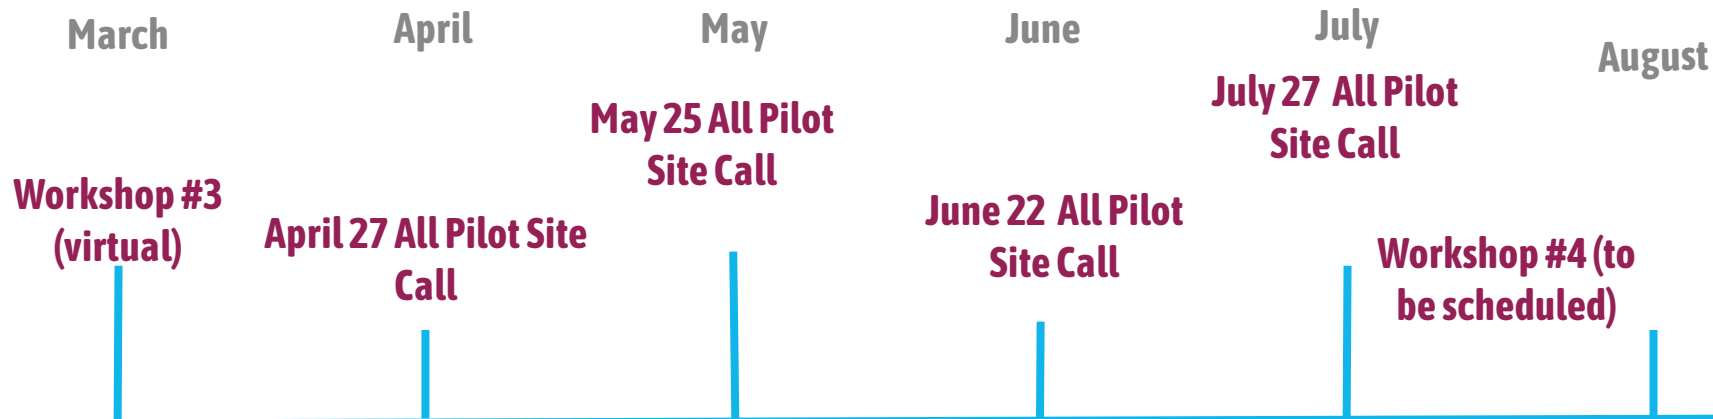 March
April
May
June
July
August
Workshop #3
(virtual)
April 27 All Pilot Site
Call
May 25 All Pilot
Site Call
June 22  All Pilot
Site Call
July 27  All Pilot
Site Call
Workshop #4 (to
be scheduled)